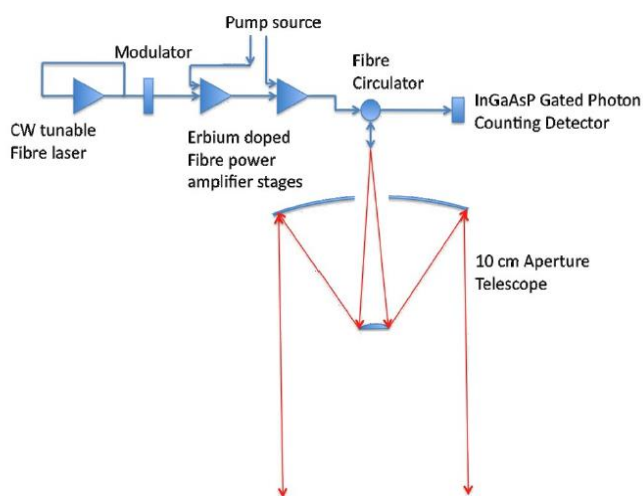 Pump source
Modulator
Fibre
Circulator
InGaAsP Gated Photon
Counting Detector
CW tunable
Fibre laser
Erbium doped
Fibre power
amplifier stages
10 cm Aperture
Telescope